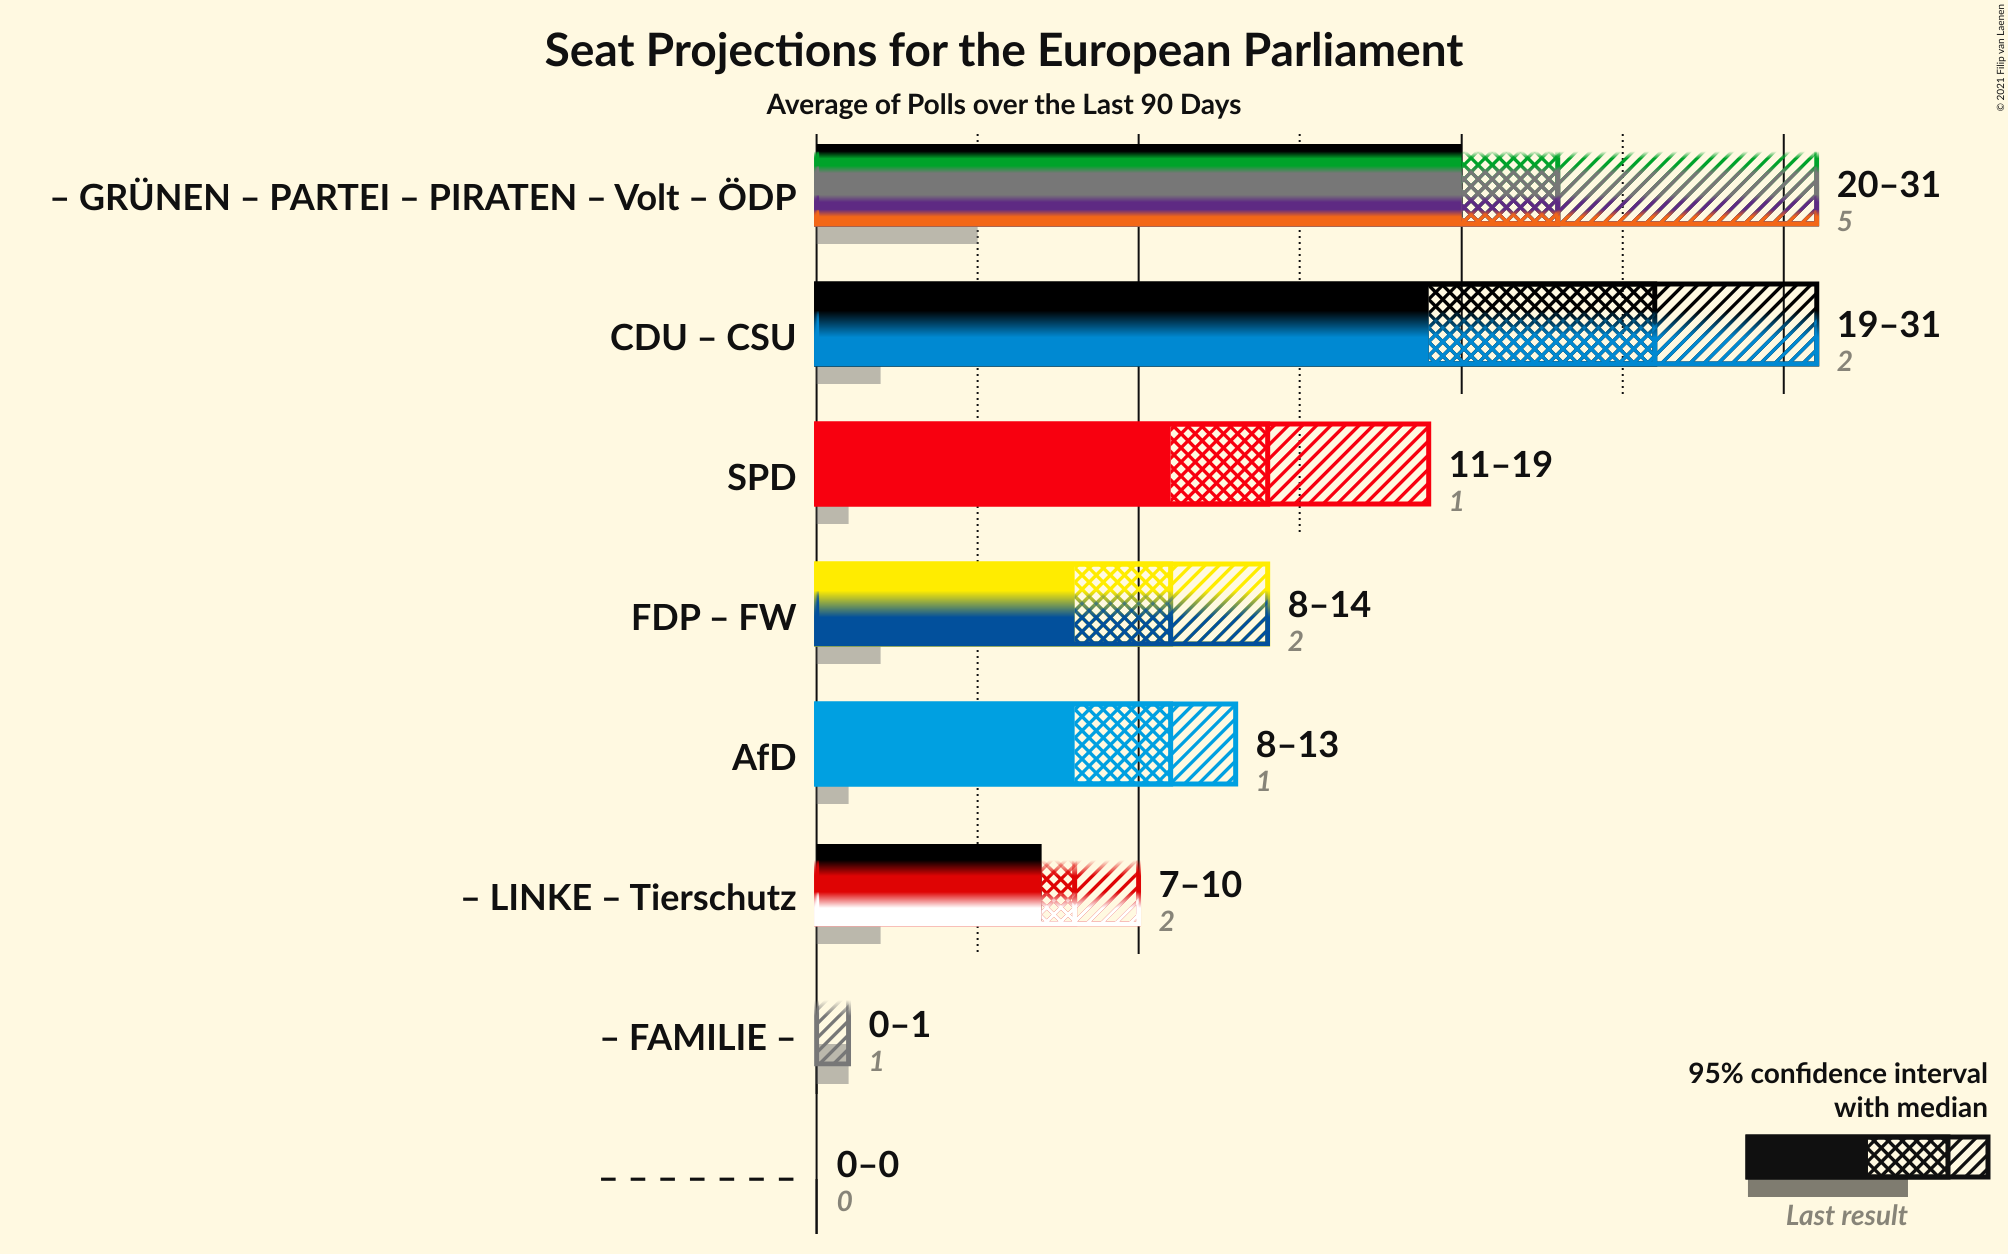 Seat Projections for the European Parliament
Average of Polls over the Last 90 Days
© 2021 Filip van Laenen
– GRÜNEN – PARTEI – PIRATEN – Volt – ÖDP
20–31
5
CDU – CSU
19–31
2
SPD
11–19
1
FDP – FW
8–14
2
AfD
8–13
1
– LINKE – Tierschutz
7–10
2
– FAMILIE –
0–1
1
– – – – – – –
0–0
0
95% confidence interval
with median
Last result